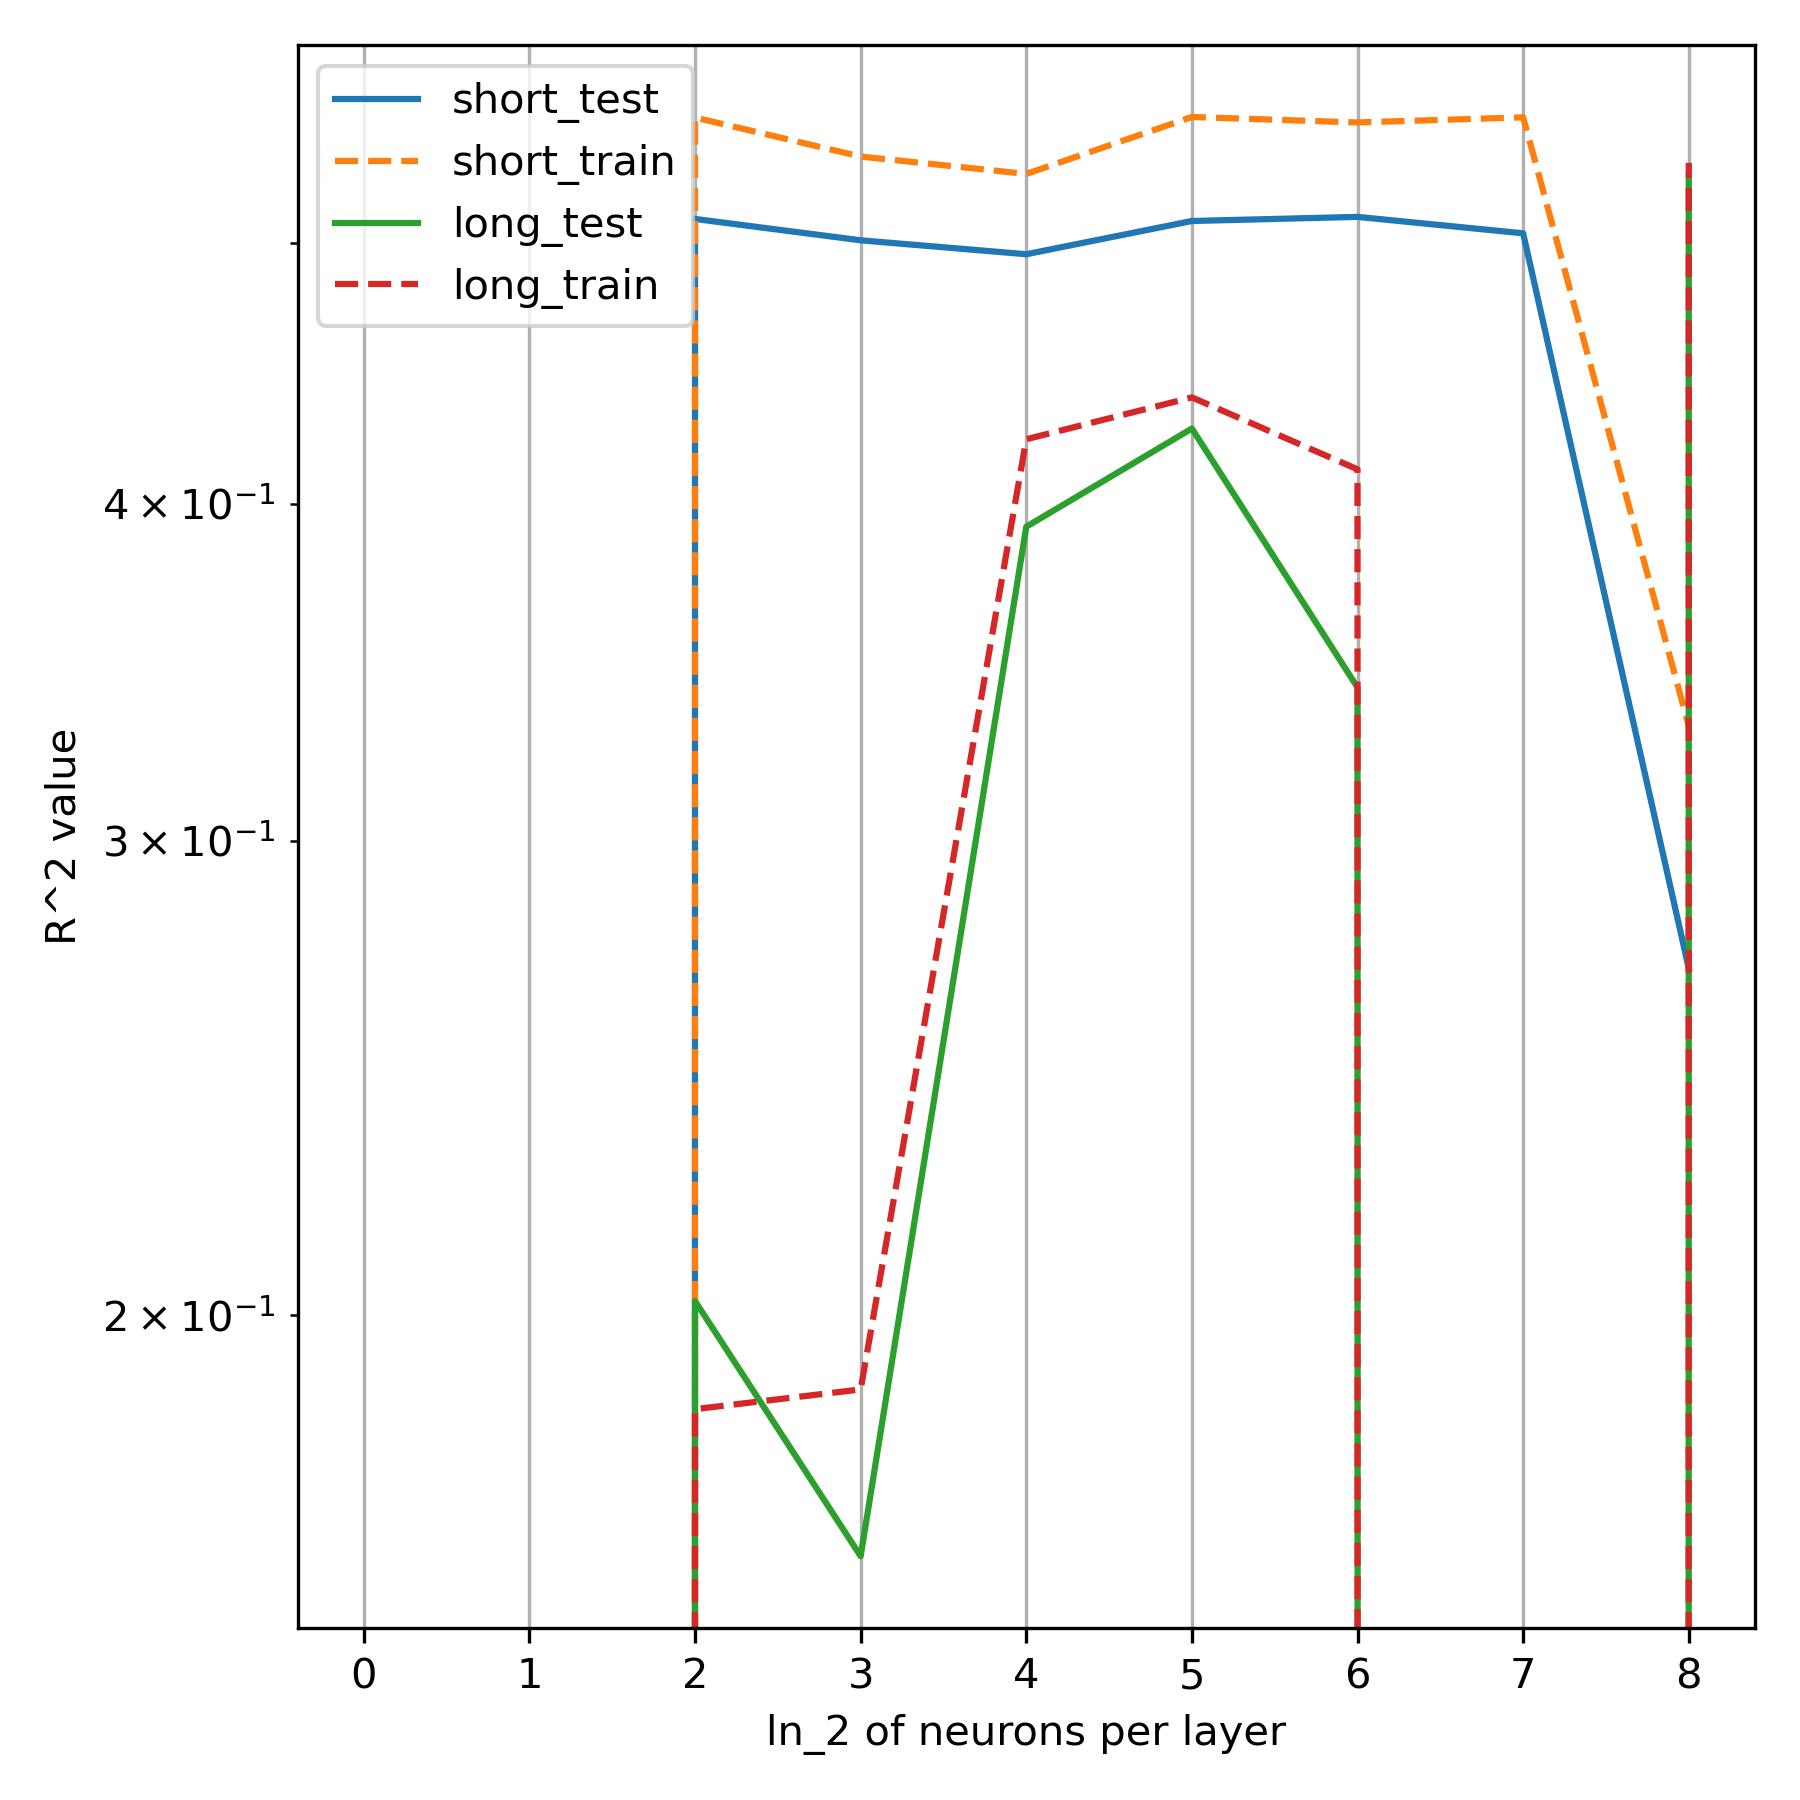 short_test
short_train
long_test
long_train
4 × 10⁻¹
3 × 10⁻¹
2 × 10⁻¹
R^2 value
0 1 2 3 4 5 6 7 8
ln_2 of neurons per layer